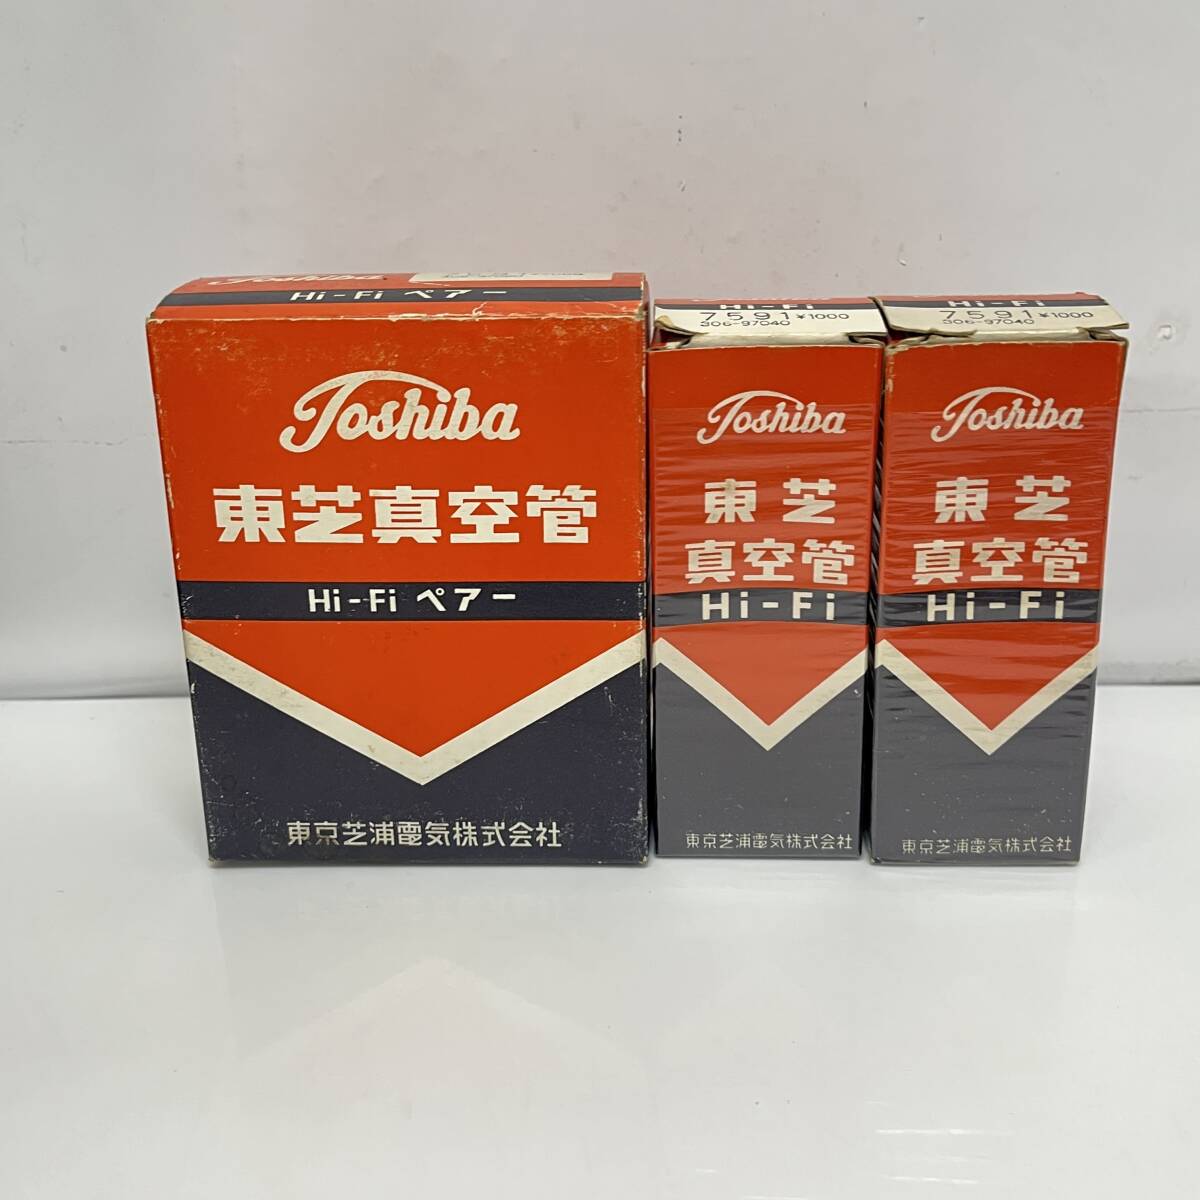 Toshiba
Hi-Fi ペアー
Toshiba
東芝真空管
Hi-Fi ペアー
東京芝浦電気株式会社
Hi-Fi
7591 ¥1000
306-97040
Toshiba
東芝
真空管
Hi-Fi
東京芝浦電気株式会社
Hi-Fi
7591 ¥1000
306-97040
Toshiba
東芝
真空管
Hi-Fi
東京芝浦電気株式会社